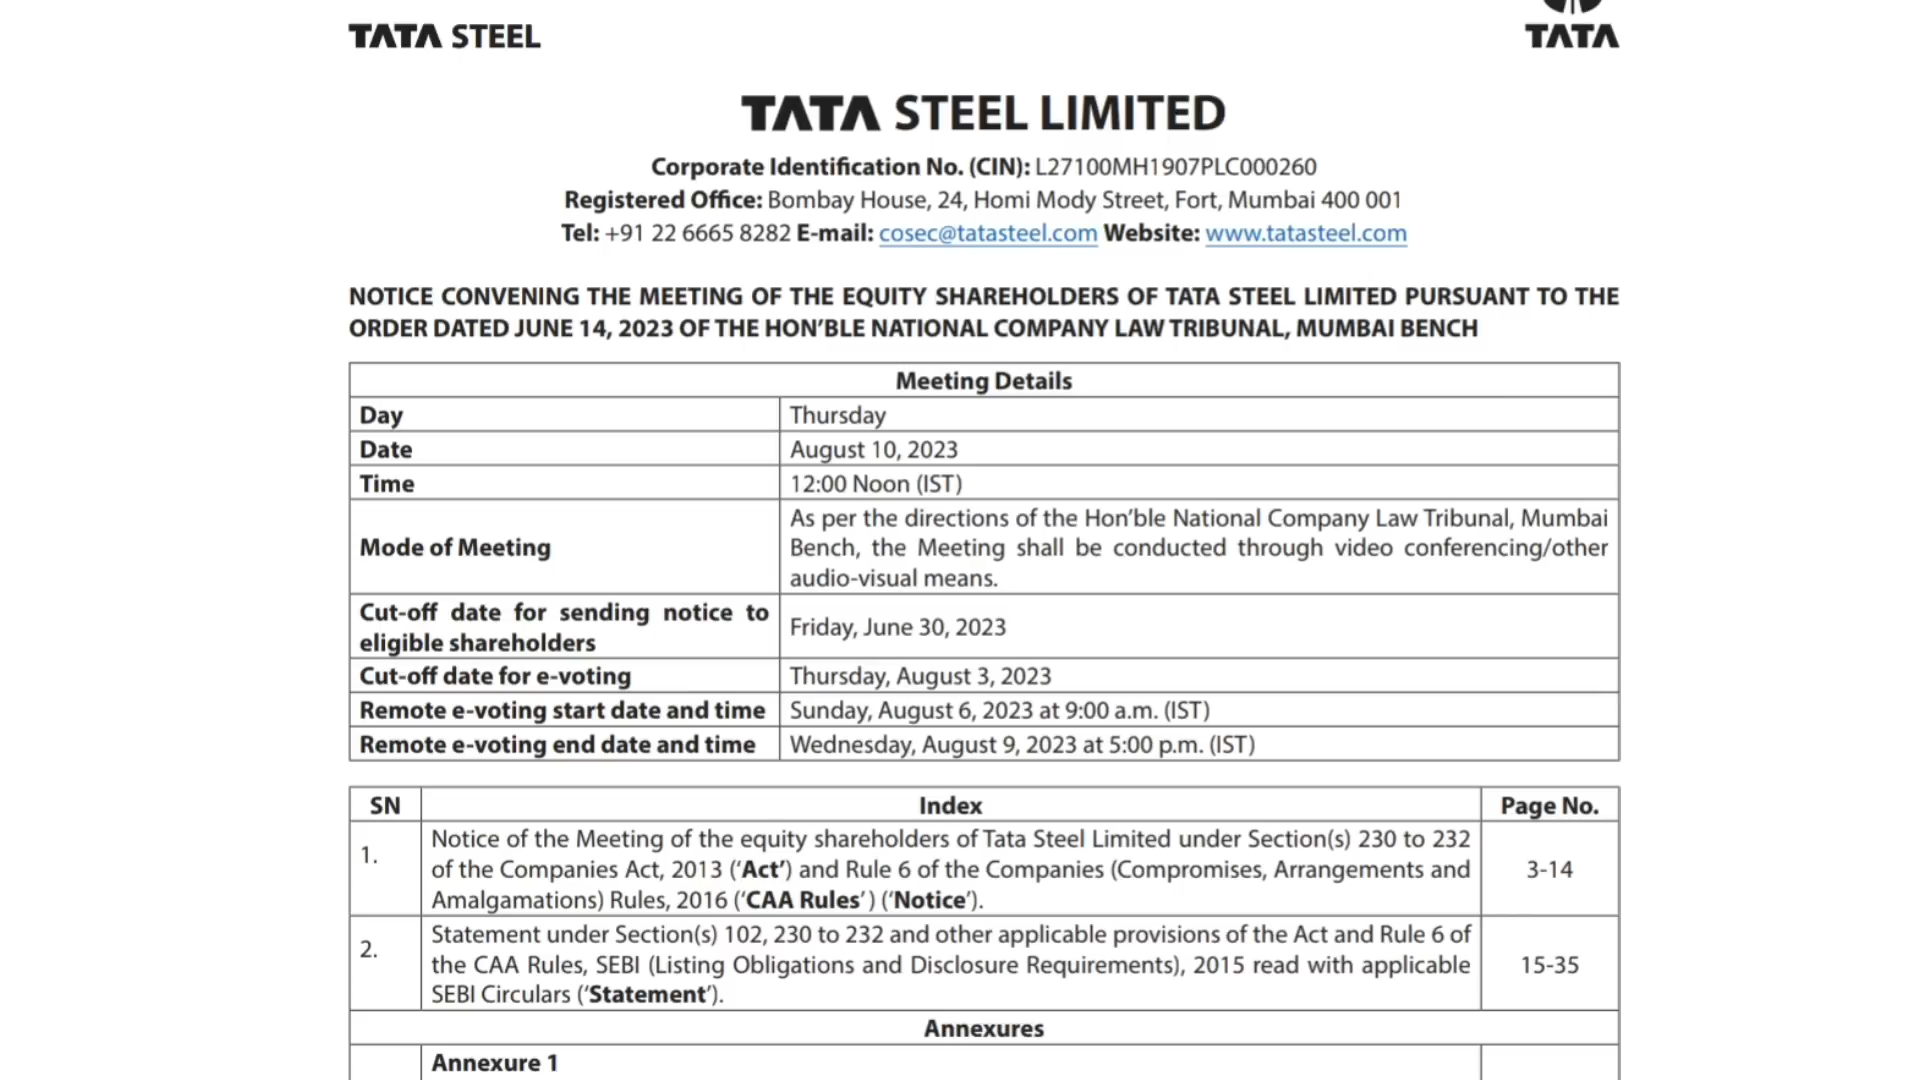 TATA STEEL
TATA
TATA STEEL LIMITED
Corporate Identification No. (CIN): L27100MH1907PLC000260
Registered Office: Bombay House, 24, Homi Mody Street, Fort, Mumbai 400 001
Tel: +91 22 6665 8282 E-mail: cosec@tatasteel.com Website: www.tatasteel.com
NOTICE CONVENING THE MEETING OF THE EQUITY SHAREHOLDERS OF TATA STEEL LIMITED PURSUANT TO THE
ORDER DATED JUNE 14, 2023 OF THE HON’BLE NATIONAL COMPANY LAW TRIBUNAL, MUMBAI BENCH
Meeting Details
Day Thursday
Date August 10, 2023
Time 12:00 Noon (IST)
Mode of Meeting
As per the directions of the Hon’ble National Company Law Tribunal, Mumbai
Bench, the Meeting shall be conducted through video conferencing/other
audio-visual means.
Cut-off date for sending notice to
eligible shareholders
Friday, June 30, 2023
Cut-off date for e-voting Thursday, August 3, 2023
Remote e-voting start date and time Sunday, August 6, 2023 at 9:00 a.m. (IST)
Remote e-voting end date and time Wednesday, August 9, 2023 at 5:00 p.m. (IST)
SN Index Page No.
1.
Notice of the Meeting of the equity shareholders of Tata Steel Limited under Section(s) 230 to 232
of the Companies Act, 2013 (‘Act’) and Rule 6 of the Companies (Compromises, Arrangements and
Amalgamations) Rules, 2016 (‘CAA Rules’ ) (‘Notice’).
3-14
2.
Statement under Section(s) 102, 230 to 232 and other applicable provisions of the Act and Rule 6 of
the CAA Rules, SEBI (Listing Obligations and Disclosure Requirements), 2015 read with applicable
SEBI Circulars (‘Statement’).
15-35
Annexures
Annexure 1